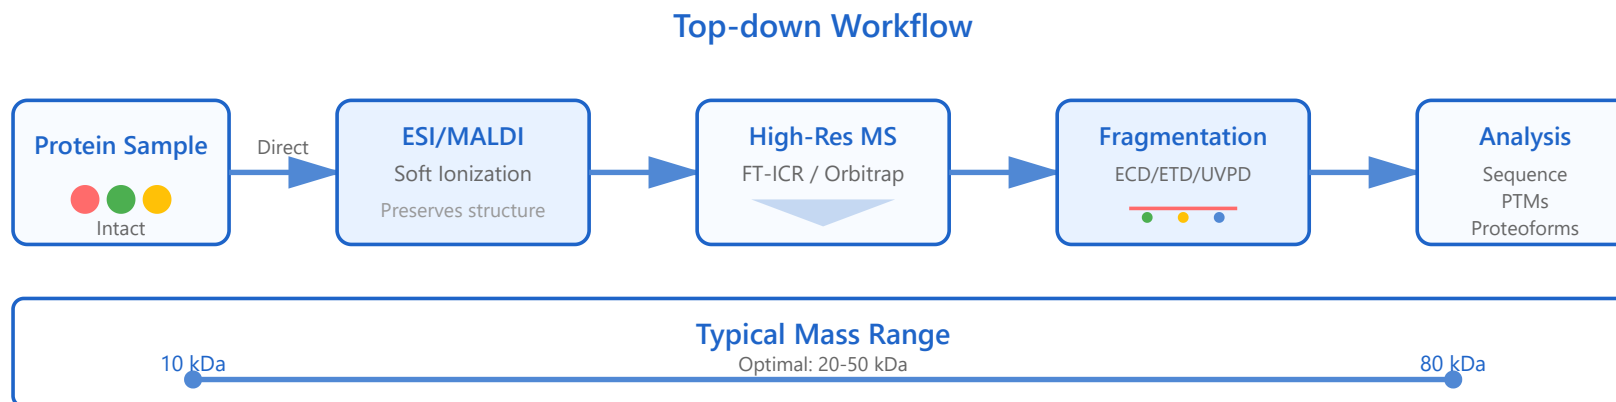 Top-down Workflow
Protein Sample
Intact
Direct
ESI/MALDI
Soft Ionization
Preserves structure
High-Res MS
FT-ICR / Orbitrap
Fragmentation
ECD/ETD/UVPD
Analysis
Sequence
PTMs
Proteoforms
Typical Mass Range
10 kDa
Optimal: 20-50 kDa
80 kDa